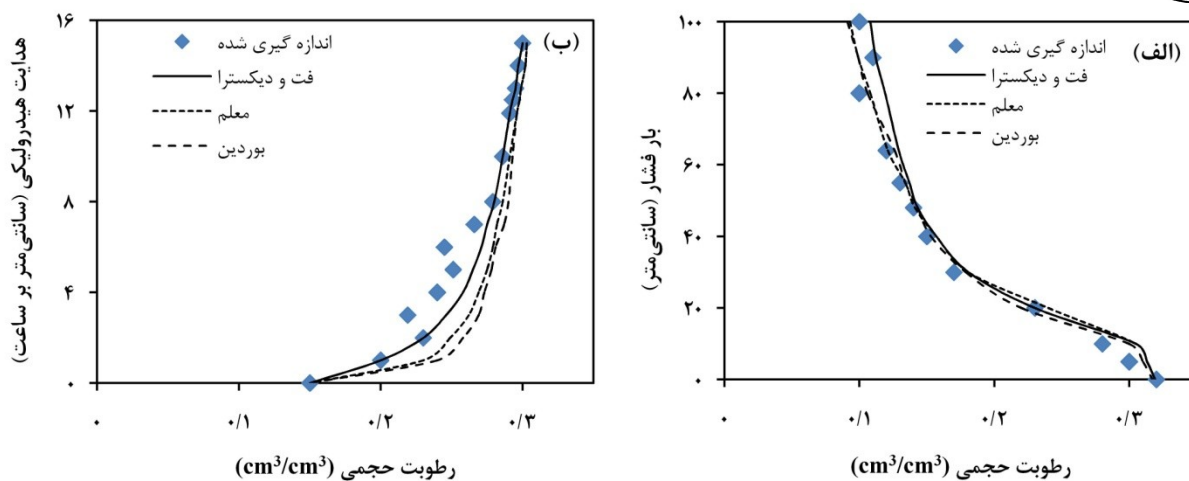 (الف)
اندازه گیری شده
فت و دیکسترا
معلم
بوردین
بار فشار (سانتی‌متر)
۱۰۰
۸۰
۶۰
۴۰
۲۰
۰
۰/۱
۰/۲
۰/۳
رطوبت حجمی (cm³/cm³)
(ب)
اندازه گیری شده
فت و دیکسترا
معلم
بوردین
هدایت هیدرولیکی (سانتی‌متر بر ساعت)
۱۶
۱۲
۸
۴
۰
۰
۰/۱
۰/۲
۰/۳
رطوبت حجمی (cm³/cm³)